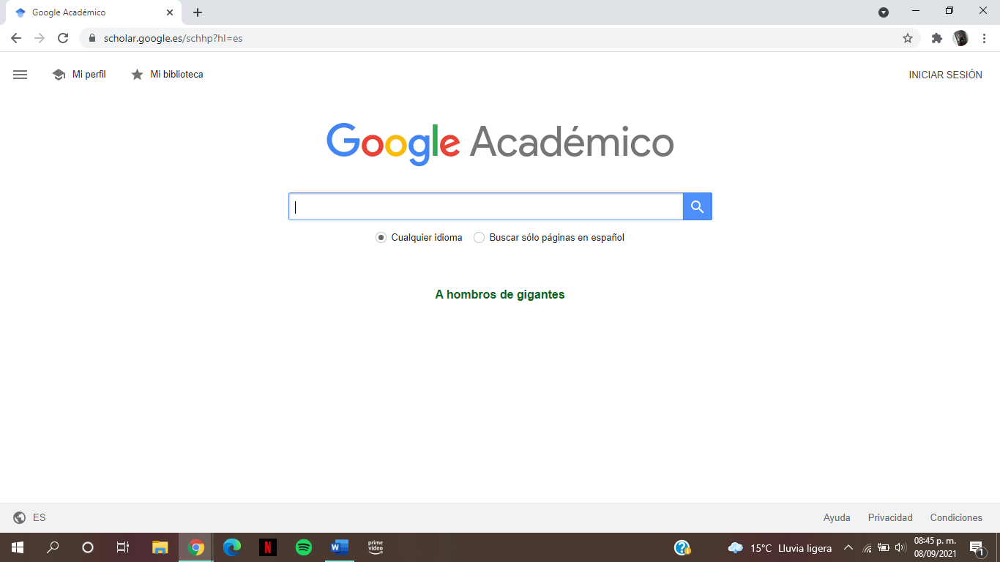 Google Académico
scholar.google.es/schhp?hl=es
Mi perfil
Mi biblioteca
INICIAR SESIÓN
Google Académico
Cualquier idioma
Buscar sólo páginas en español
A hombros de gigantes
ES
Ayuda
Privacidad
Condiciones
N
W
prime
video
?
15°C Lluvia ligera
08:45 p. m.
08/09/2021
1